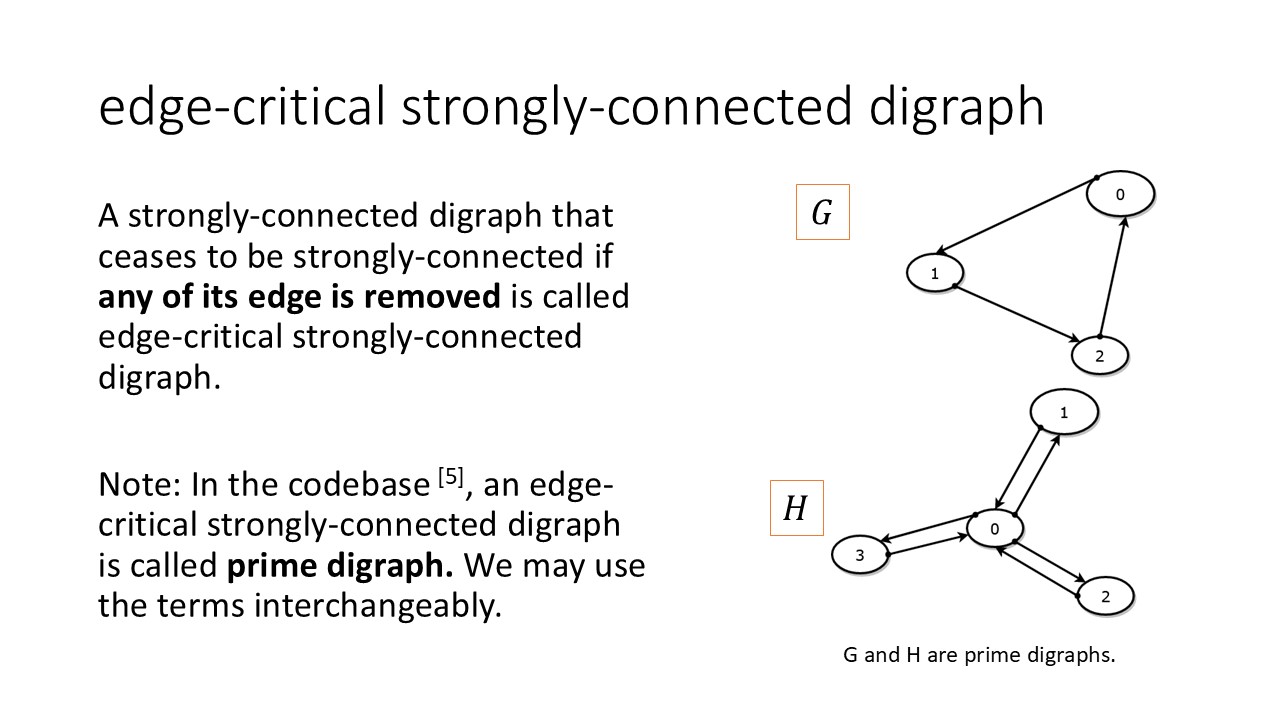 edge-critical strongly-connected digraph
A strongly-connected digraph that
ceases to be strongly-connected if
any of its edge is removed is called
edge-critical strongly-connected
digraph.
Note: In the codebase [5], an edge-
critical strongly-connected digraph
is called prime digraph. We may use
the terms interchangeably.
G
0
1
2
H
1
0
3
2
G and H are prime digraphs.